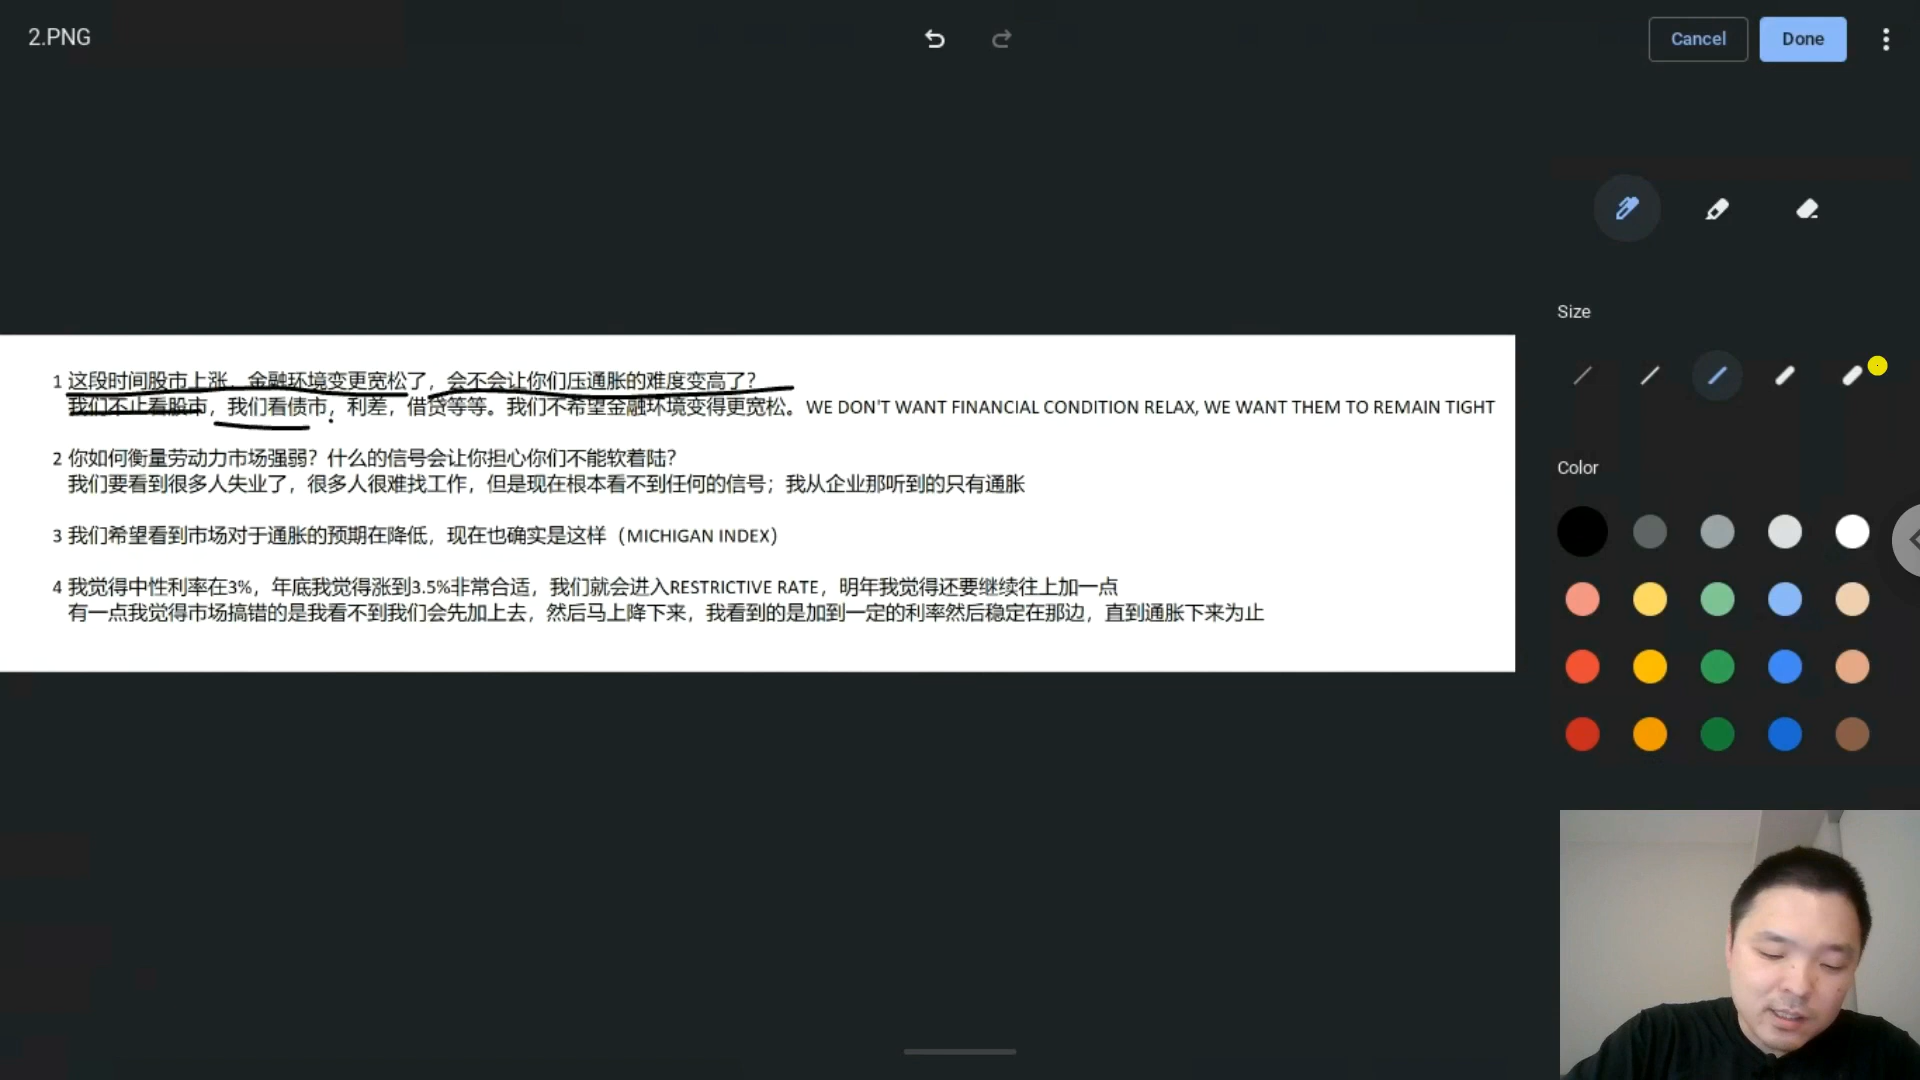 2.PNG
Cancel
Done
1 这段时间股市上涨，金融环境变更宽松了，会不会让你们压通胀的难度变高了？
我们不止看股市，我们看债市，利差，借贷等等。我们不希望金融环境变得更宽松。WE DON'T WANT FINANCIAL CONDITION RELAX, WE WANT THEM TO REMAIN TIGHT
2 你如何衡量劳动力市场强弱？什么的信号会让你担心你们不能软着陆？
我们要看到很多人失业了，很多人很难找工作，但是现在根本看不到任何的信号；我从企业那听到的只有通胀
3 我们希望看到市场对于通胀的预期在降低，现在也确实是这样（MICHIGAN INDEX）
4 我觉得中性利率在3%，年底我觉得涨到3.5%非常合适，我们就会进入RESTRICTIVE RATE，明年我觉得还要继续往上加一点
有一点我觉得市场搞错的是我看不到我们会先加上去，然后马上降下来，我看到的是加到一定的利率然后稳定在那边，直到通胀下来为止
Size
Color